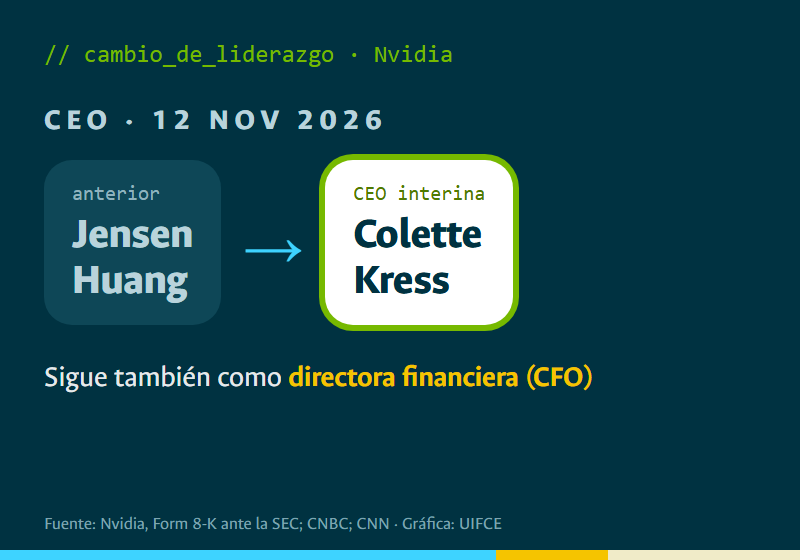 // cambio_de_liderazgo · Nvidia
CEO · 12 NOV 2026
anterior
Jensen
Huang
→
CEO interina
Colette
Kress
Sigue también como directora financiera (CFO)
Fuente: Nvidia, Form 8-K ante la SEC; CNBC; CNN · Gráfica: UIFCE